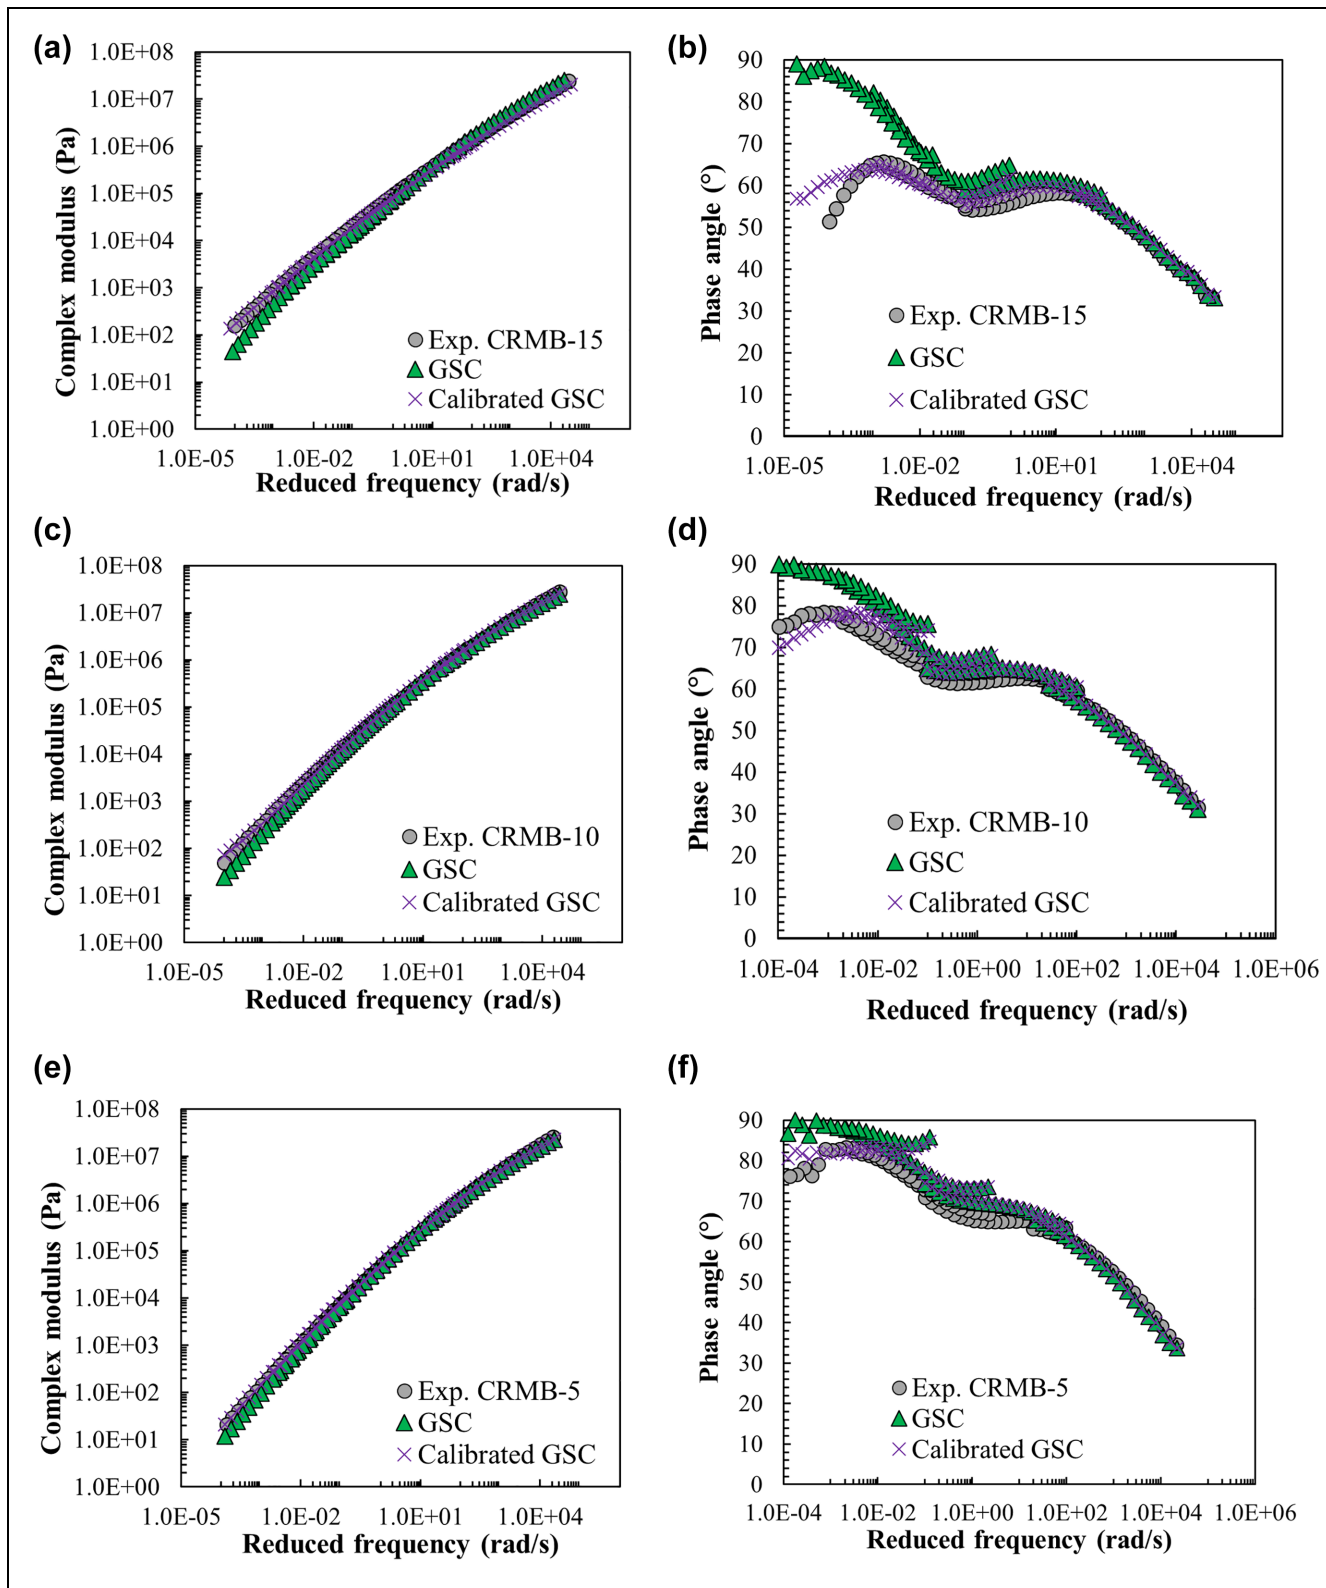 (a)
1.0E+08
1.0E+07
1.0E+06
1.0E+05
1.0E+04
1.0E+03
1.0E+02
1.0E+01
1.0E+00
Complex modulus (Pa)
Exp. CRMB-15
GSC
Calibrated GSC
1.0E-05 1.0E-02 1.0E+01 1.0E+04
Reduced frequency (rad/s)
(b)
90
80
70
60
50
40
30
20
10
0
Phase angle (°)
Exp. CRMB-15
GSC
Calibrated GSC
1.0E-05 1.0E-02 1.0E+01 1.0E+04
Reduced frequency (rad/s)
(c)
1.0E+08
1.0E+07
1.0E+06
1.0E+05
1.0E+04
1.0E+03
1.0E+02
1.0E+01
1.0E+00
Complex modulus (Pa)
Exp. CRMB-10
GSC
Calibrated GSC
1.0E-05 1.0E-02 1.0E+01 1.0E+04
Reduced frequency (rad/s)
(d)
90
80
70
60
50
40
30
20
10
0
Phase angle (°)
Exp. CRMB-10
GSC
Calibrated GSC
1.0E-04 1.0E-02 1.0E+00 1.0E+02 1.0E+04 1.0E+06
Reduced frequency (rad/s)
(e)
1.0E+08
1.0E+07
1.0E+06
1.0E+05
1.0E+04
1.0E+03
1.0E+02
1.0E+01
1.0E+00
Complex modulus (Pa)
Exp. CRMB-5
GSC
Calibrated GSC
1.0E-05 1.0E-02 1.0E+01 1.0E+04
Reduced frequency (rad/s)
(f)
90
80
70
60
50
40
30
20
10
0
Phase angle (°)
Exp. CRMB-5
GSC
Calibrated GSC
1.0E-04 1.0E-02 1.0E+00 1.0E+02 1.0E+04 1.0E+06
Reduced frequency (rad/s)